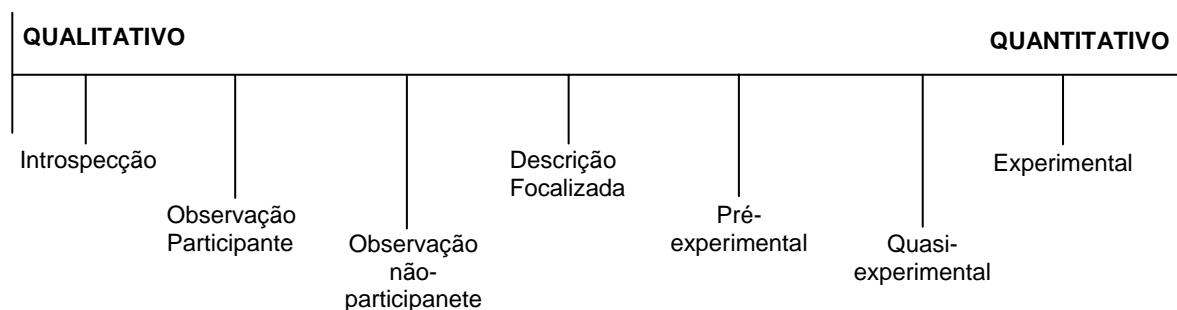 QUALITATIVO
QUANTITATIVO
Introspecção
Observação
Participante
Observação
não-
participanete
Descrição
Focalizada
Pré-
experimental
Quasi-
experimental
Experimental